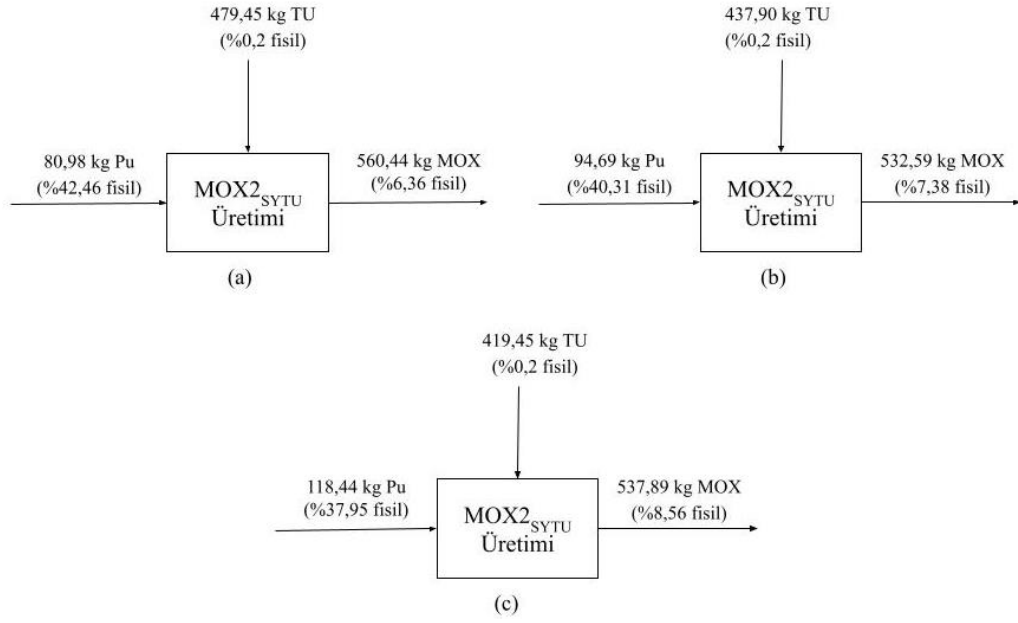 479,45 kg TU
(%0,2 fisil)
80,98 kg Pu
(%42,46 fisil)
MOX2SYTU
Üretimi
560,44 kg MOX
(%6,36 fisil)
(a)
437,90 kg TU
(%0,2 fisil)
94,69 kg Pu
(%40,31 fisil)
MOX2SYTU
Üretimi
532,59 kg MOX
(%7,38 fisil)
(b)
419,45 kg TU
(%0,2 fisil)
118,44 kg Pu
(%37,95 fisil)
MOX2SYTU
Üretimi
537,89 kg MOX
(%8,56 fisil)
(c)